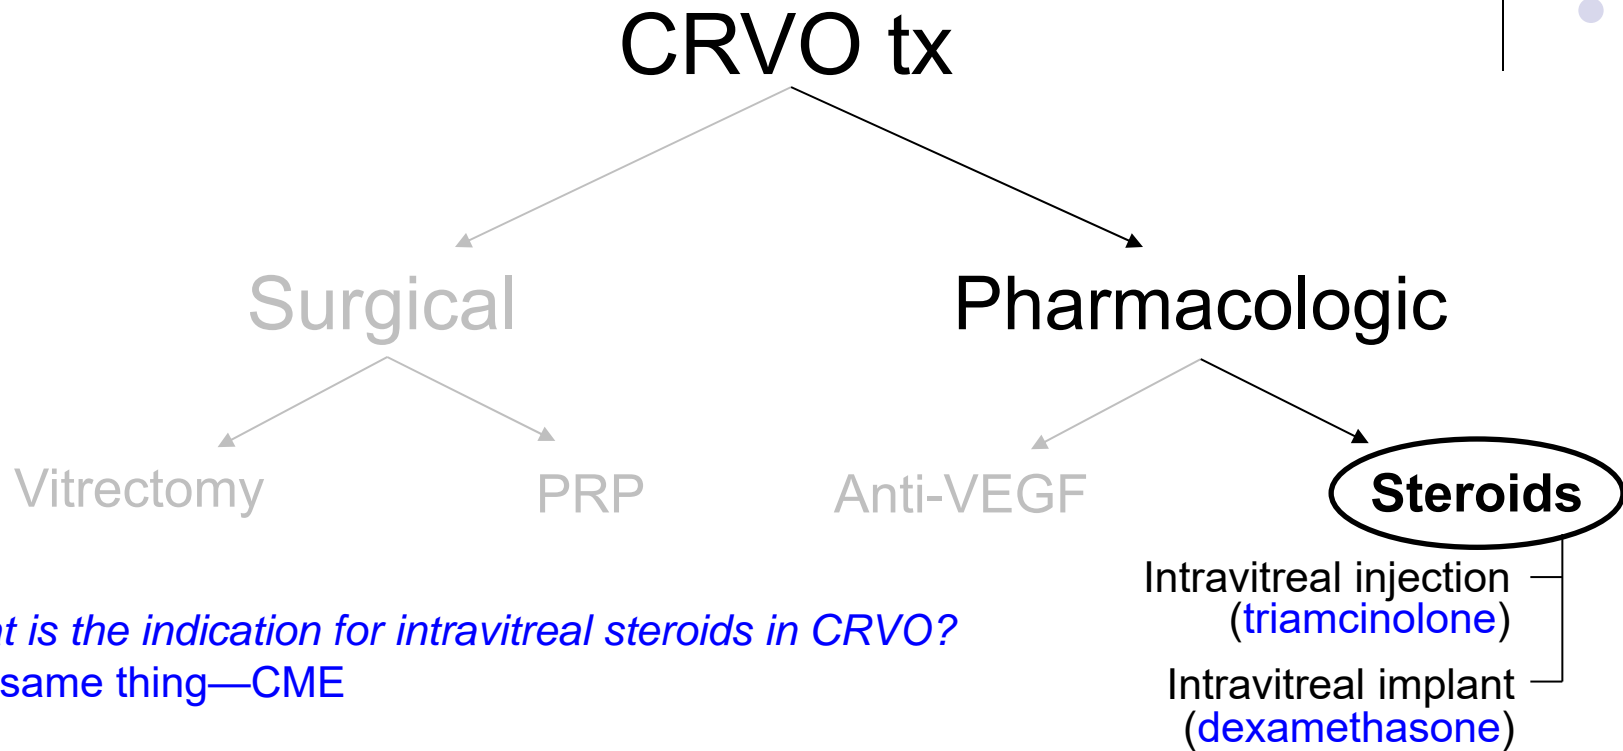 CRVO tx
Surgical
Pharmacologic
Vitrectomy
PRP
Anti-VEGF
Steroids
Intravitreal injection
(triamcinolone)
Intravitreal implant
(dexamethasone)
is the indication for intravitreal steroids in CRVO?
same thing—CME